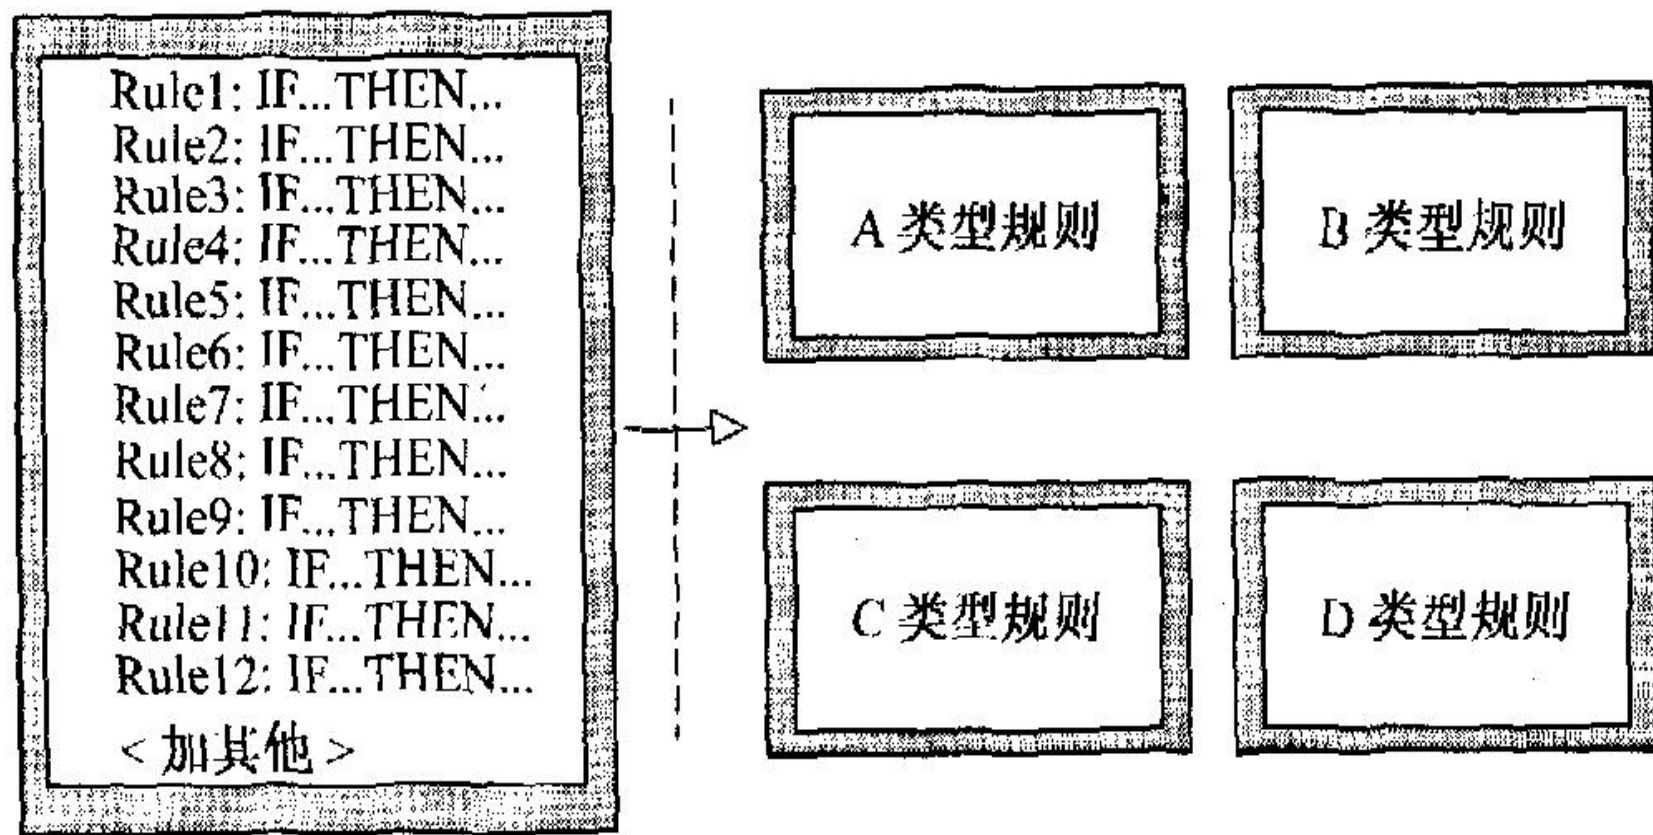 Rule1: IF...THEN...
Rule2: IF...THEN...
Rule3: IF...THEN...
Rule4: IF...THEN...
Rule5: IF...THEN...
Rule6: IF...THEN...
Rule7: IF...THEN...
Rule8: IF...THEN...
Rule9: IF...THEN...
Rule10: IF...THEN...
Rule11: IF...THEN...
Rule12: IF...THEN...
<加其他>
A 类型规则
B 类型规则
C 类型规则
D 类型规则